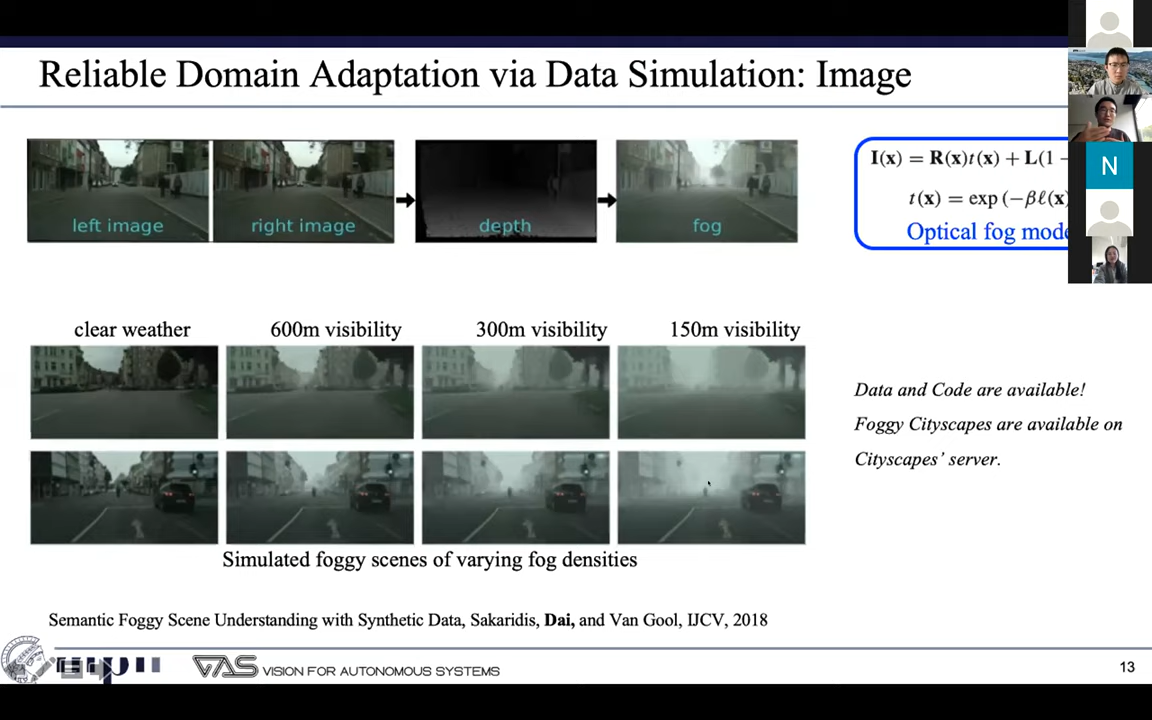 Reliable Domain Adaptation via Data Simulation: Image
left image
right image
depth
fog
I(x) = R(x)t(x) + L(1 −
t(x) = exp (−βℓ(x)
Optical fog mode
N
clear weather
600m visibility
300m visibility
150m visibility
Data and Code are available!
Foggy Cityscapes are available on
Cityscapes’ server.
Simulated foggy scenes of varying fog densities
Semantic Foggy Scene Understanding with Synthetic Data, Sakaridis, Dai, and Van Gool, IJCV, 2018
VAS VISION FOR AUTONOMOUS SYSTEMS
13